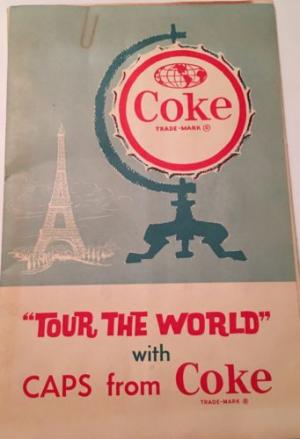 Coke
TRADE-MARK ®
"TOUR THE WORLD"
with
CAPS from Coke
TRADE-MARK ®